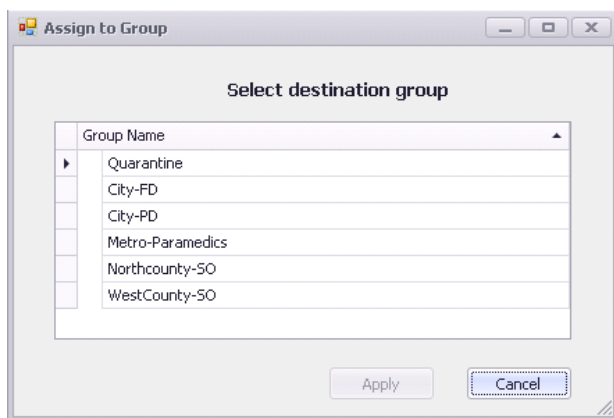 Assign to Group
Select destination group
Group Name
Quarantine
City-FD
City-PD
Metro-Paramedics
Northcounty-SO
WestCounty-SO
Apply
Cancel